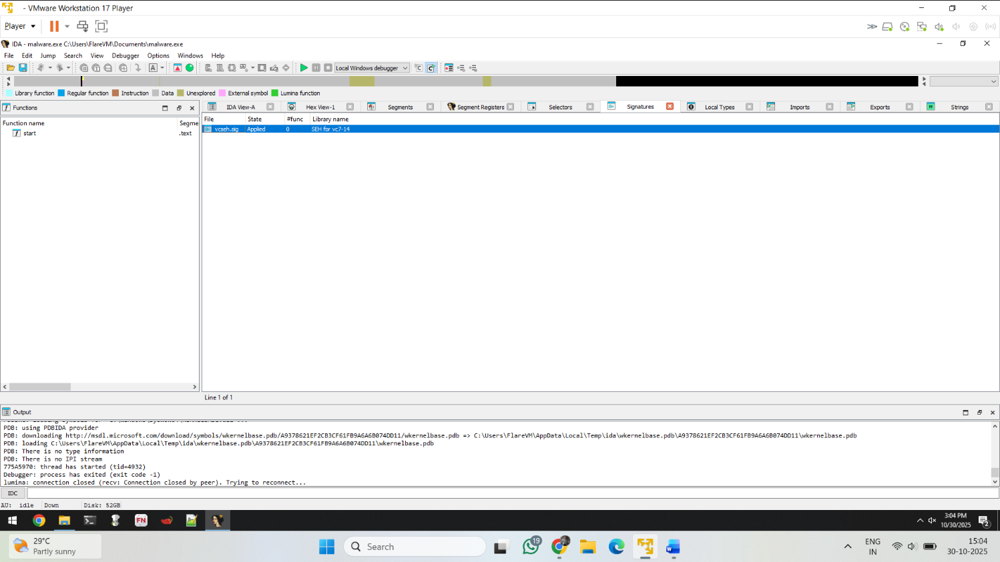 - VMware Workstation 17 Player
Player
IDA - malware.exe C:\Users\FlareVM\Documents\malware.exe
File Edit Jump Search View Debugger Options Windows Help
A Local Windows debugger
Library function Regular function Instruction Data Unexplored External symbol Lumina function
Functions
IDA View-A Hex View-1 Segments Segment Registers Selectors Signatures Local Types Imports Exports Strings
Function name Segme
start .text
File State #func Library name
vcseh.sig Applied 0 SEH for vc7-14
Line 1 of 1
Output
PDB: using PDBIDA provider
PDB: downloading http://msdl.microsoft.com/download/symbols/wkernelbase.pdb/A9378621EF2CB3CF61FB9A6A6B074DD11/wkernelbase.pdb => C:\Users\FlareVM\AppData\Local\Temp\ida\wkernelbase.pdb\A9378621EF2CB3CF61FB9A6A6B074DD11\wkernelbase.pdb
PDB: loading C:\Users\FlareVM\AppData\Local\Temp\ida\wkernelbase.pdb\A9378621EF2CB3CF61FB9A6A6B074DD11\wkernelbase.pdb
PDB: There is no type information
PDB: There is no IPI stream
775A5970: thread has started (tid=4932)
Debugger: process has exited (exit code -1)
lumina: connection closed (recv: Connection closed by peer). Trying to reconnect...
IDC
AU: idle Down Disk: 52GB
FN
3:04 PM
10/30/2025
2
29°C
Partly sunny
Search
19
ENG
IN
15:04
30-10-2025